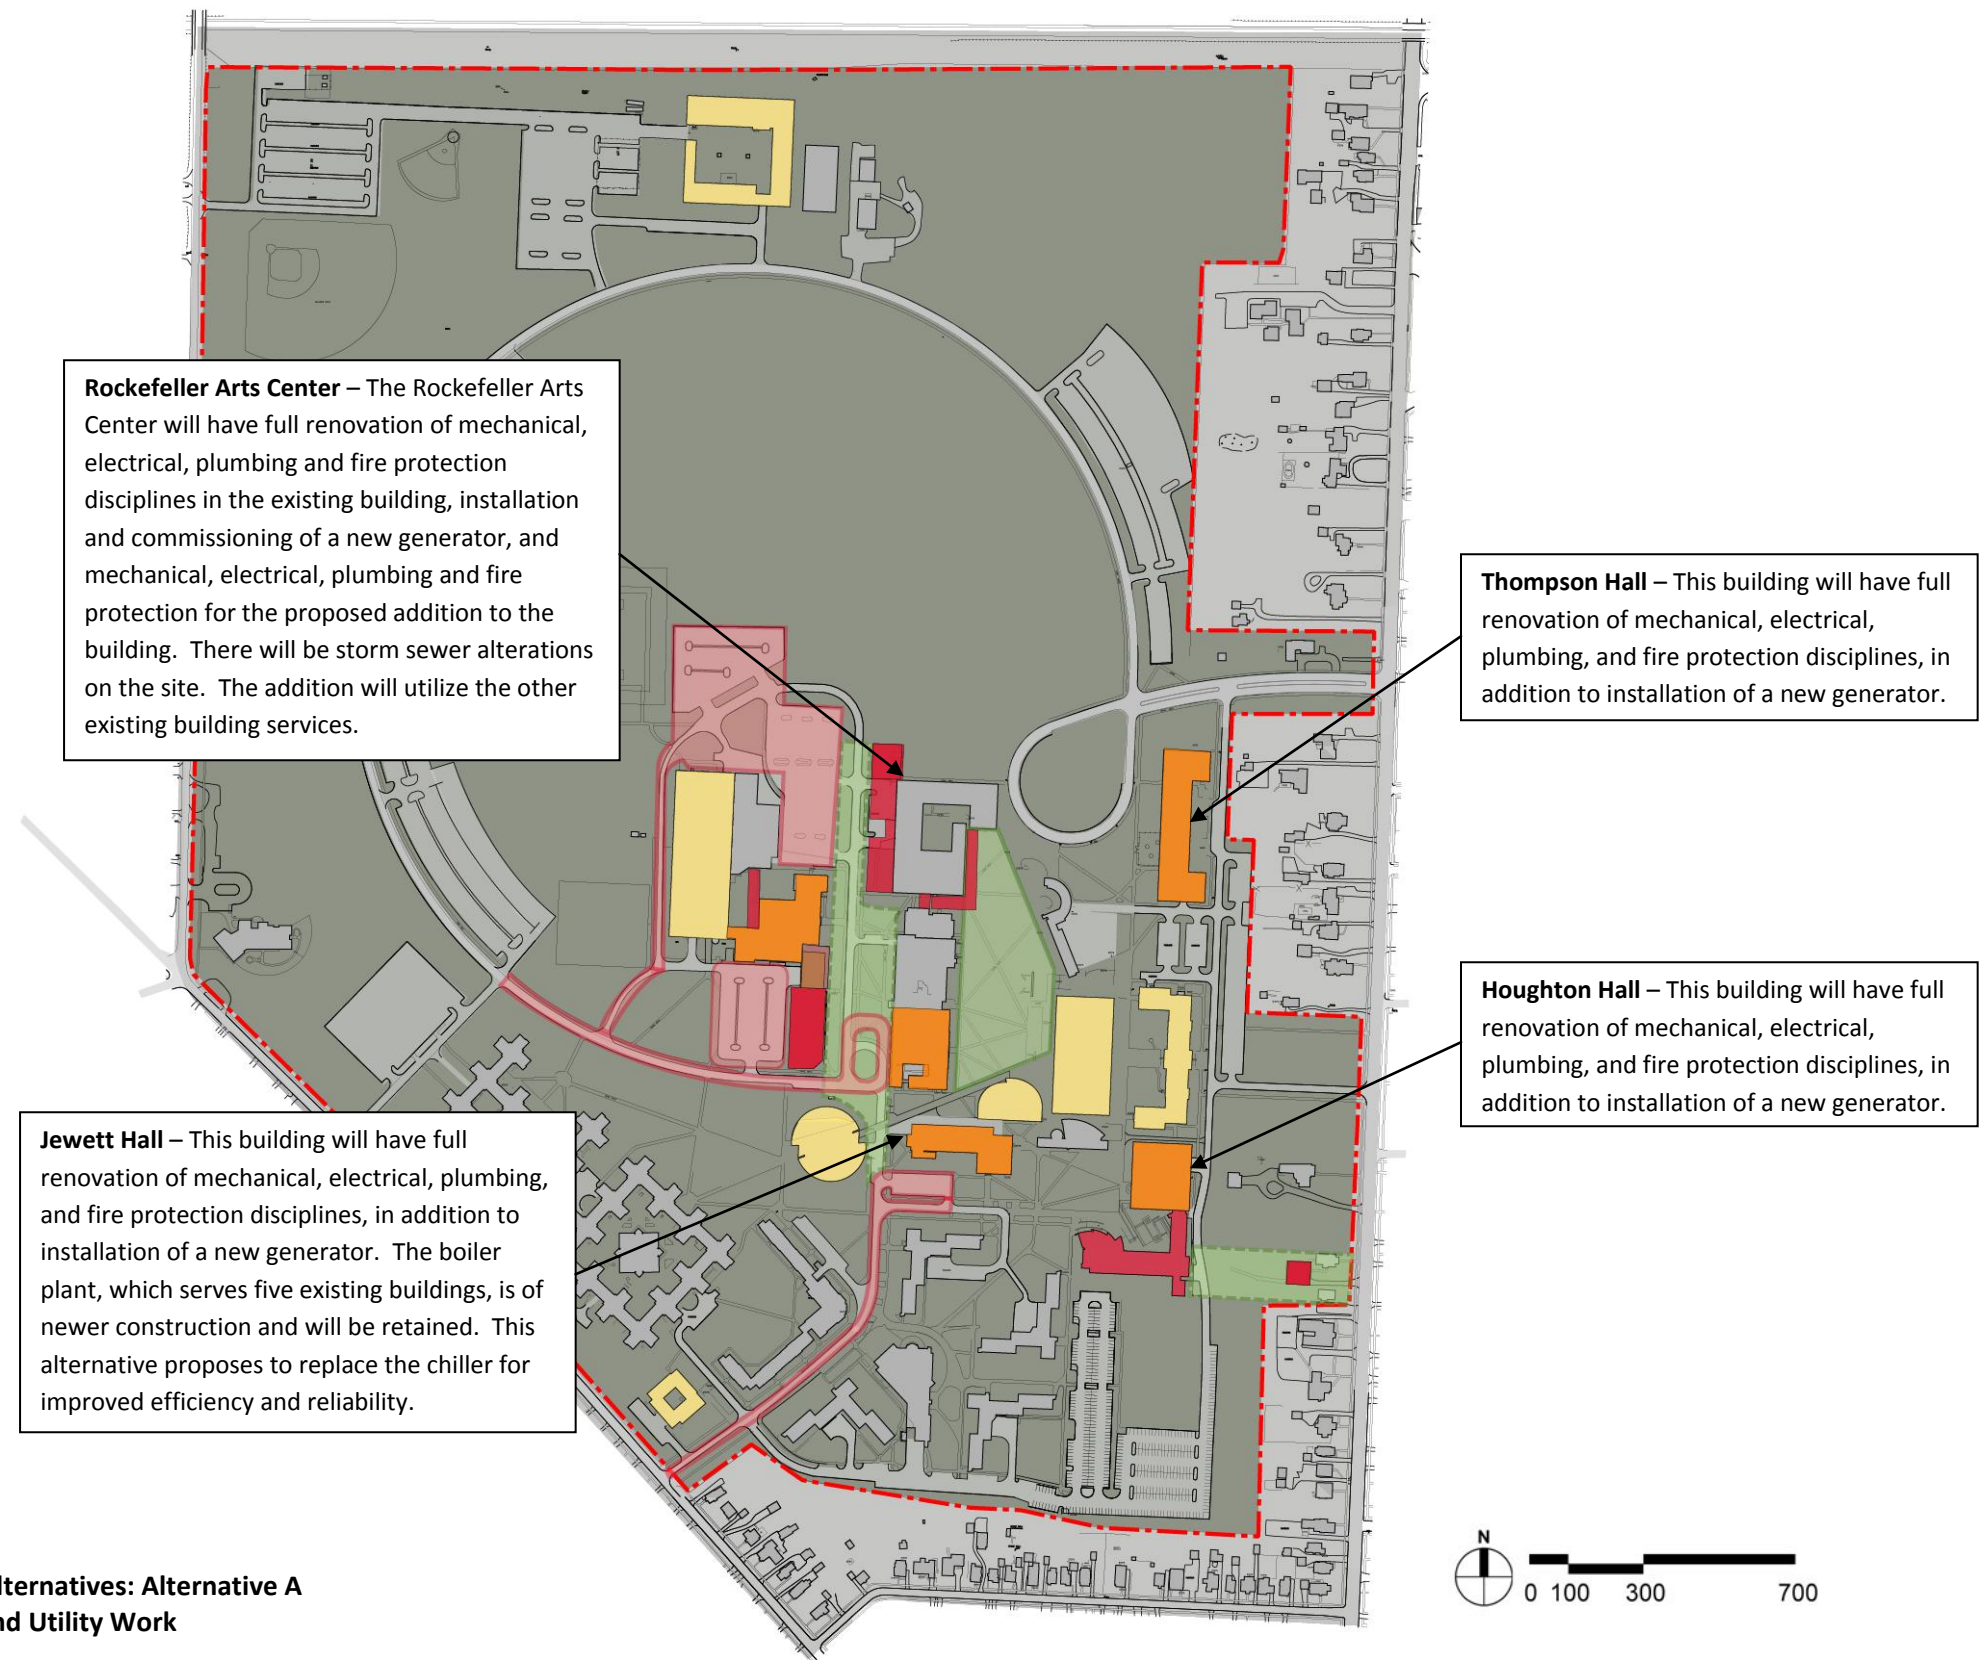 Rockefeller Arts Center – The Rockefeller Arts
Center will have full renovation of mechanical,
electrical, plumbing and fire protection
disciplines in the existing building, installation
and commissioning of a new generator, and
mechanical, electrical, plumbing and fire
protection for the proposed addition to the
building.  There will be storm sewer alterations
on the site.  The addition will utilize the other
existing building services.
Thompson Hall – This building will have full
renovation of mechanical, electrical,
plumbing, and fire protection disciplines, in
addition to installation of a new generator.
Houghton Hall – This building will have full
renovation of mechanical, electrical,
plumbing, and fire protection disciplines, in
addition to installation of a new generator.
Jewett Hall – This building will have full
renovation of mechanical, electrical, plumbing,
and fire protection disciplines, in addition to
installation of a new generator.  The boiler
plant, which serves five existing buildings, is of
newer construction and will be retained.  This
alternative proposes to replace the chiller for
improved efficiency and reliability.
lternatives: Alternative A
nd Utility Work
N
0 100 300 700